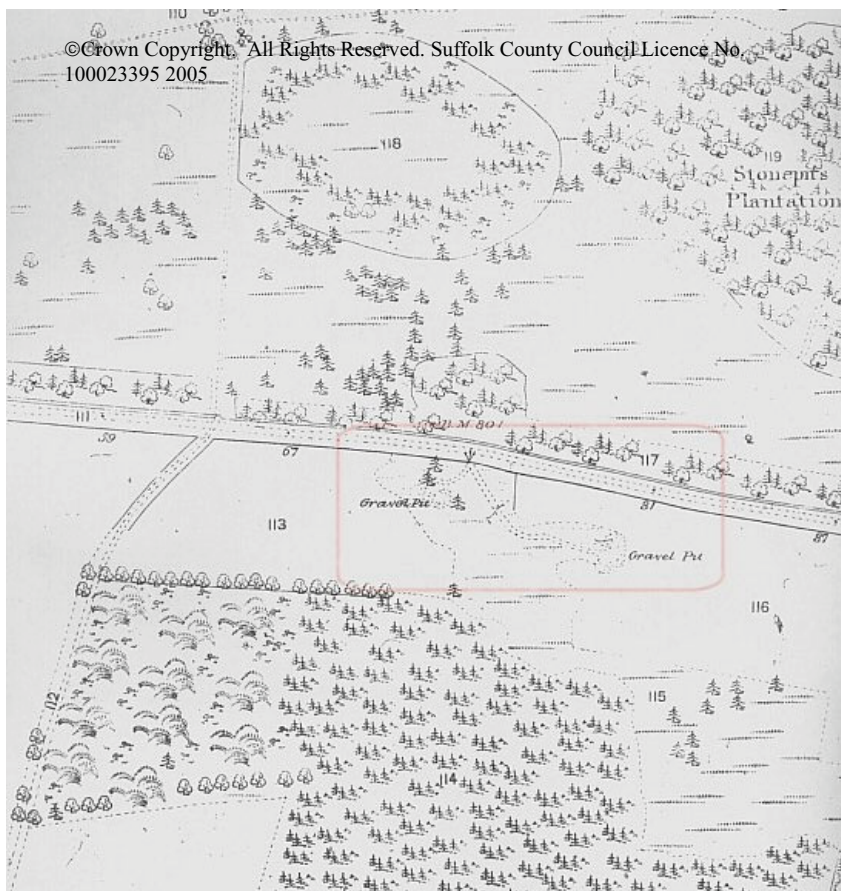 110
©Crown Copyright. All Rights Reserved. Suffolk County Council Licence No.
100023395 2005
118
119
Stonepits
Plantation
111
59
67
B.M. 80.1
117
Gravel Pit
81
87
113
Gravel Pit
116
112
115
114